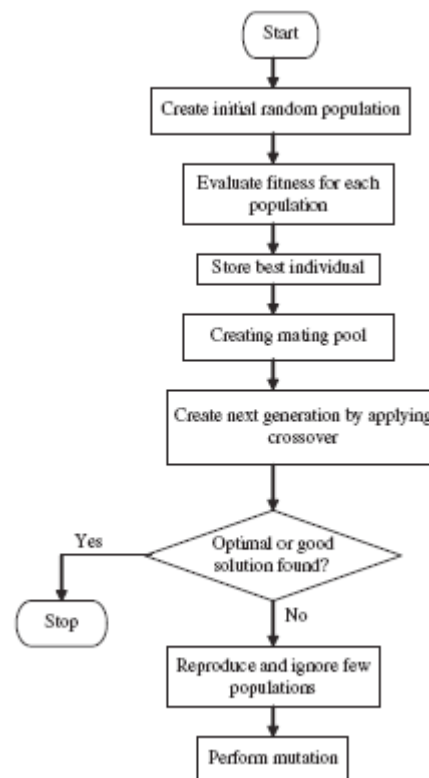 Start
Create initial random population
Evaluate fitness for each
population
Store best individual
Creating mating pool
Create next generation by applying
crossover
Optimal or good
solution found?
Yes
No
Stop
Reproduce and ignore few
populations
Perform mutation